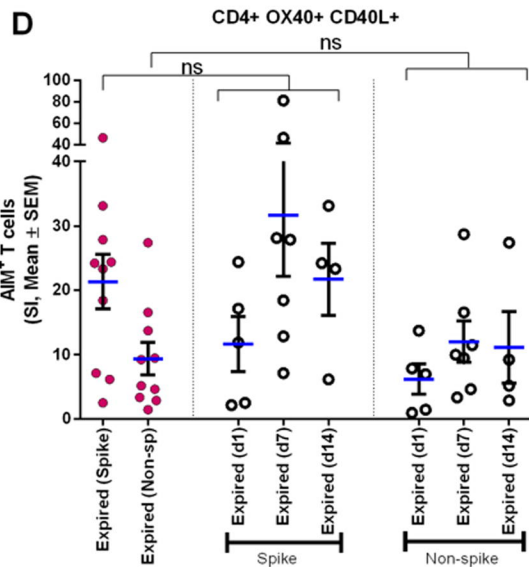 D
CD4+ OX40+ CD40L+
ns
ns
AIM+ T cells
(SI, Mean ± SEM)
100
80
60
40
40
30
20
10
0
Expired (Spike)
Expired (Non-sp)
Expired (d1)
Expired (d7)
Expired (d14)
Expired (d1)
Expired (d7)
Expired (d14)
Spike
Non-spike